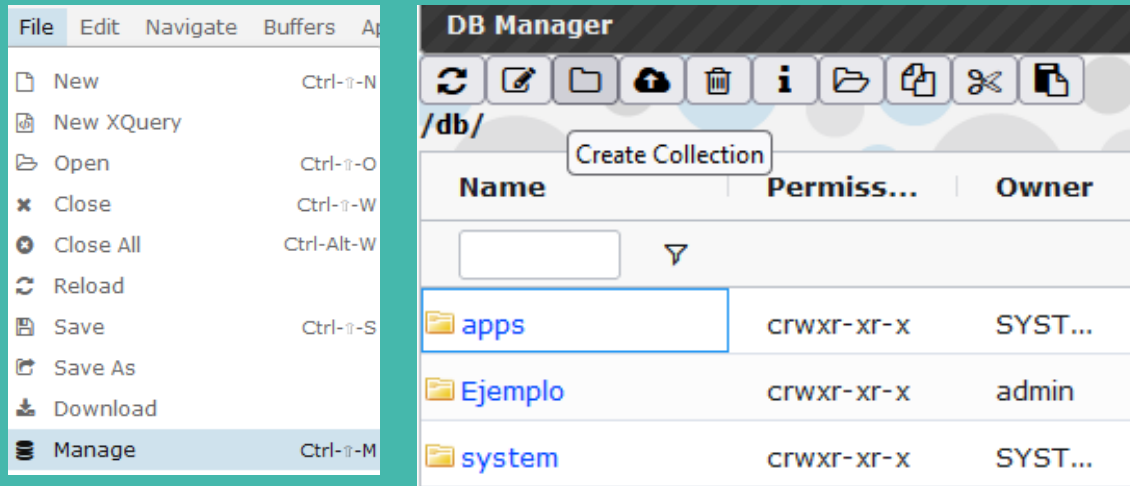 File Edit Navigate Buffers Ap
New Ctrl-⇧-N
New XQuery
Open Ctrl-⇧-O
Close Ctrl-⇧-W
Close All Ctrl-Alt-W
Reload
Save Ctrl-⇧-S
Save As
Download
Manage Ctrl-⇧-M
DB Manager
/db/
Create Collection
Name Permiss... Owner
apps crwxr-xr-x SYST...
Ejemplo crwxr-xr-x admin
system crwxr-xr-x SYST...